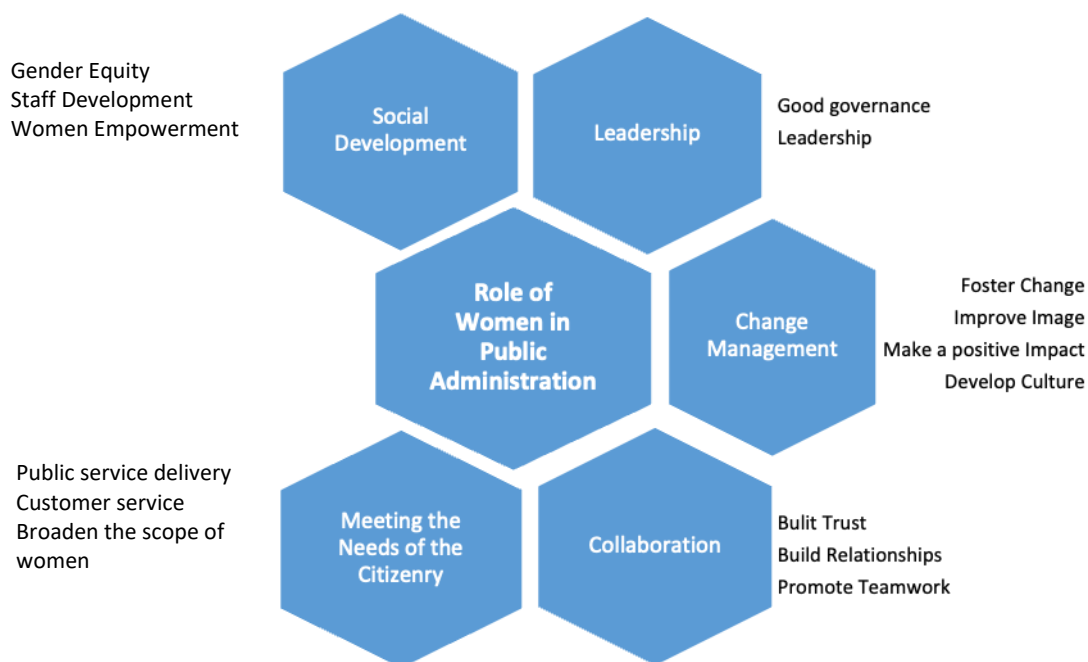 Gender Equity
Staff Development
Women Empowerment
Social
Development
Leadership
Good governance
Leadership
Role of
Women in
Public
Administration
Change
Management
Foster Change
Improve Image
Make a positive Impact
Develop Culture
Public service delivery
Customer service
Broaden the scope of
women
Meeting the
Needs of the
Citizenry
Collaboration
Bulit Trust
Build Relationships
Promote Teamwork